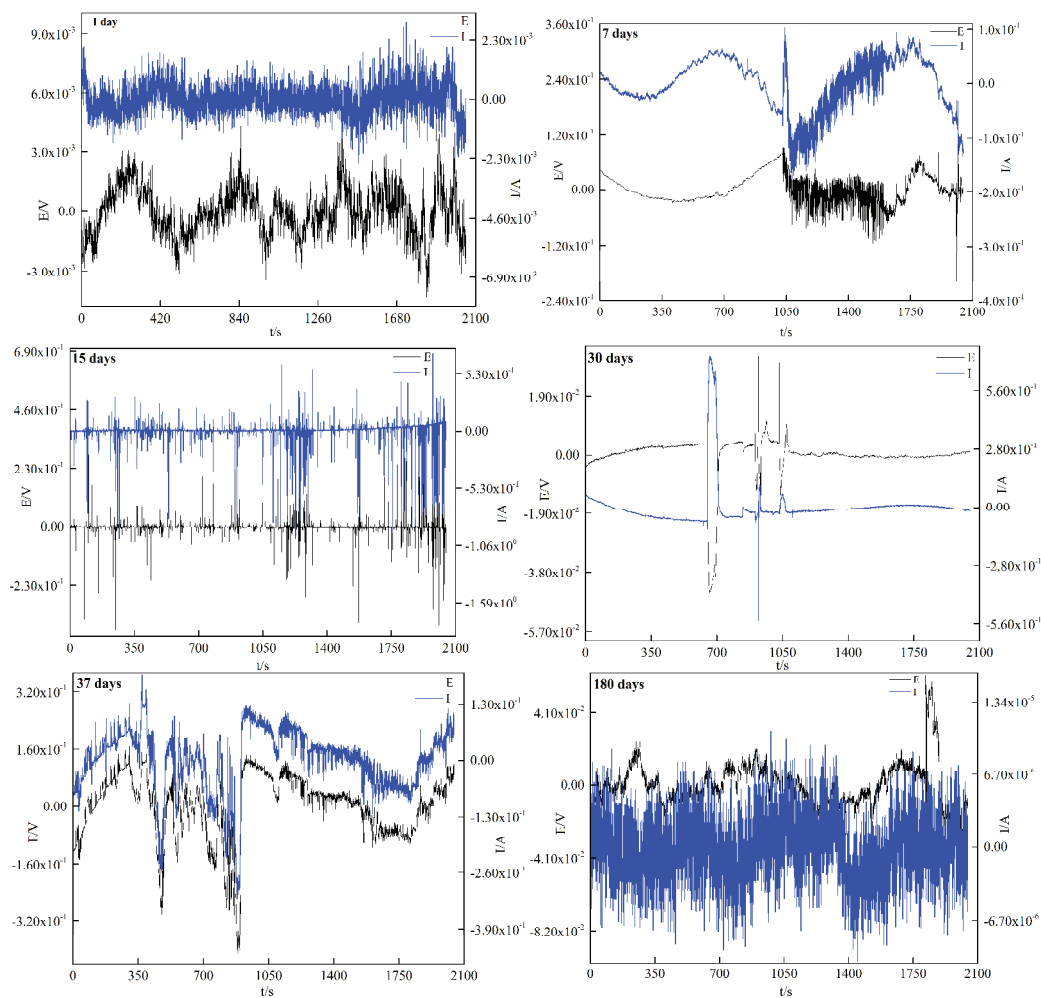 1 day
E
I
9.0x10⁻³
6.0x10⁻³
3.0x10⁻³
0.0
-3.0x10⁻³
E/V
2.30x10⁻³
0.00
-2.30x10⁻³
-4.60x10⁻³
-6.90x10⁻³
I/A
0 420 840 1260 1680 2100
t/s
7 days
E
I
3.60x10⁻¹
2.40x10⁻¹
1.20x10⁻¹
0.00
-1.20x10⁻¹
-2.40x10⁻¹
E/V
1.0x10⁻¹
0.0
-1.0x10⁻¹
-2.0x10⁻¹
-3.0x10⁻¹
-4.0x10⁻¹
I/A
0 350 700 1050 1400 1750 2100
t/s
15 days
E
I
6.90x10⁻¹
4.60x10⁻¹
2.30x10⁻¹
0.00
-2.30x10⁻¹
E/V
5.30x10⁻¹
0.00
-5.30x10⁻¹
-1.06x10⁰
-1.59x10⁰
I/A
0 350 700 1050 1400 1750 2100
t/s
30 days
E
I
1.90x10⁻²
0.00
-1.90x10⁻²
-3.80x10⁻²
-5.70x10⁻²
E/V
5.60x10⁻¹
2.80x10⁻¹
0.00
-2.80x10⁻¹
-5.60x10⁻¹
I/A
0 350 700 1050 1400 1750 2100
t/s
37 days
E
I
3.20x10⁻¹
1.60x10⁻¹
0.00
-1.60x10⁻¹
-3.20x10⁻¹
1.30x10⁻¹
0.00
-1.30x10⁻¹
-3.90x10⁻¹
I/A
0 350 700 1050 1400 1750 2100
t/s
180 days
E
I
4.10x10⁻²
0.00
-4.10x10⁻²
-8.20x10⁻²
E/V
1.34x10⁻⁵
6.70x10⁻⁶
0.00
-6.70x10⁻⁶
I/A
0 350 700 1050 1400 1750 2100
t/s